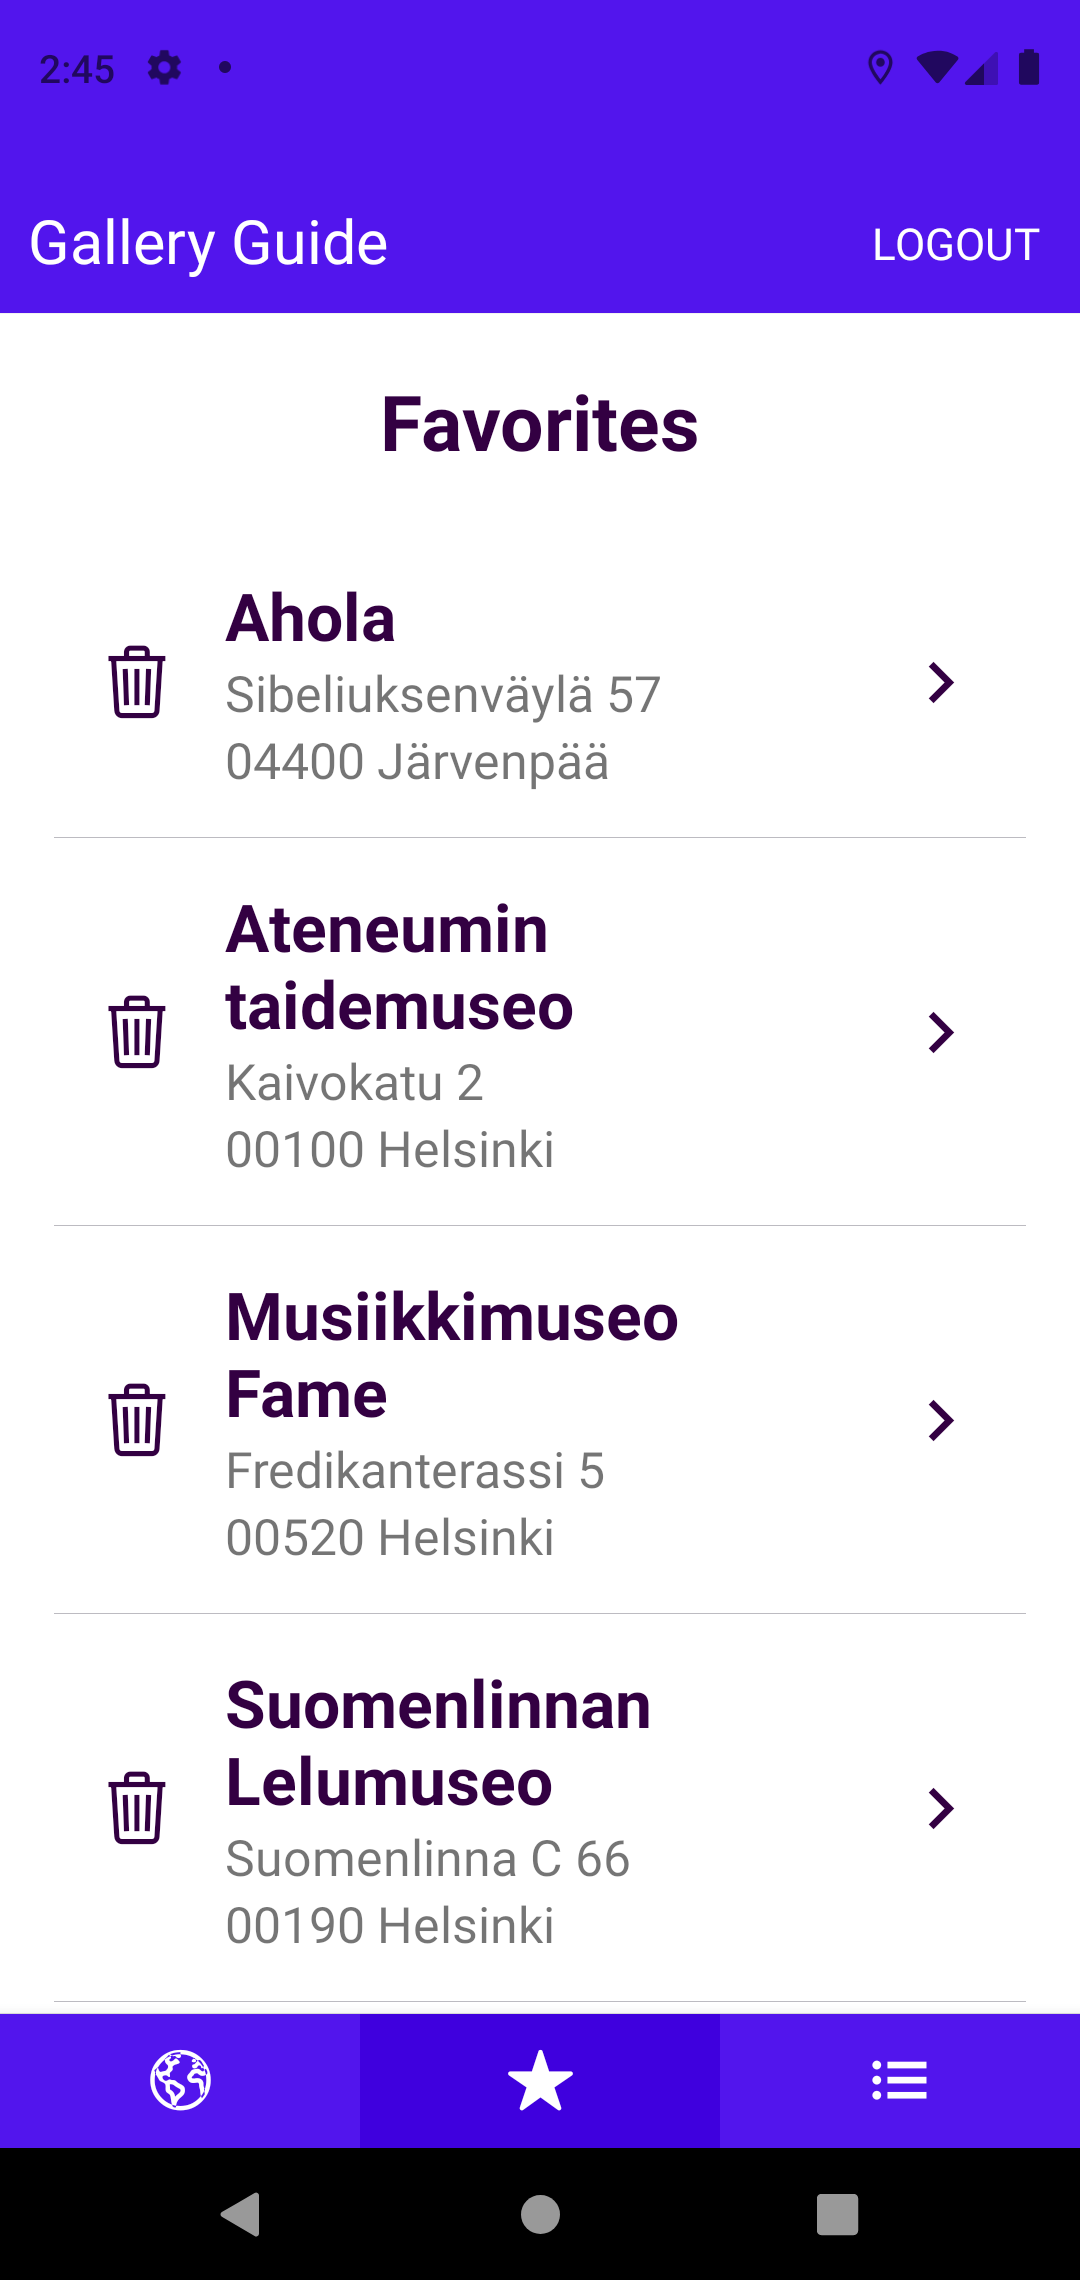 2:45
Gallery Guide
LOGOUT
Favorites
Ahola
Sibeliuksenväylä 57
04400 Järvenpää
Ateneumin
taidemuseo
Kaivokatu 2
00100 Helsinki
Musiikkimuseo
Fame
Fredikanterassi 5
00520 Helsinki
Suomenlinnan
Lelumuseo
Suomenlinna C 66
00190 Helsinki